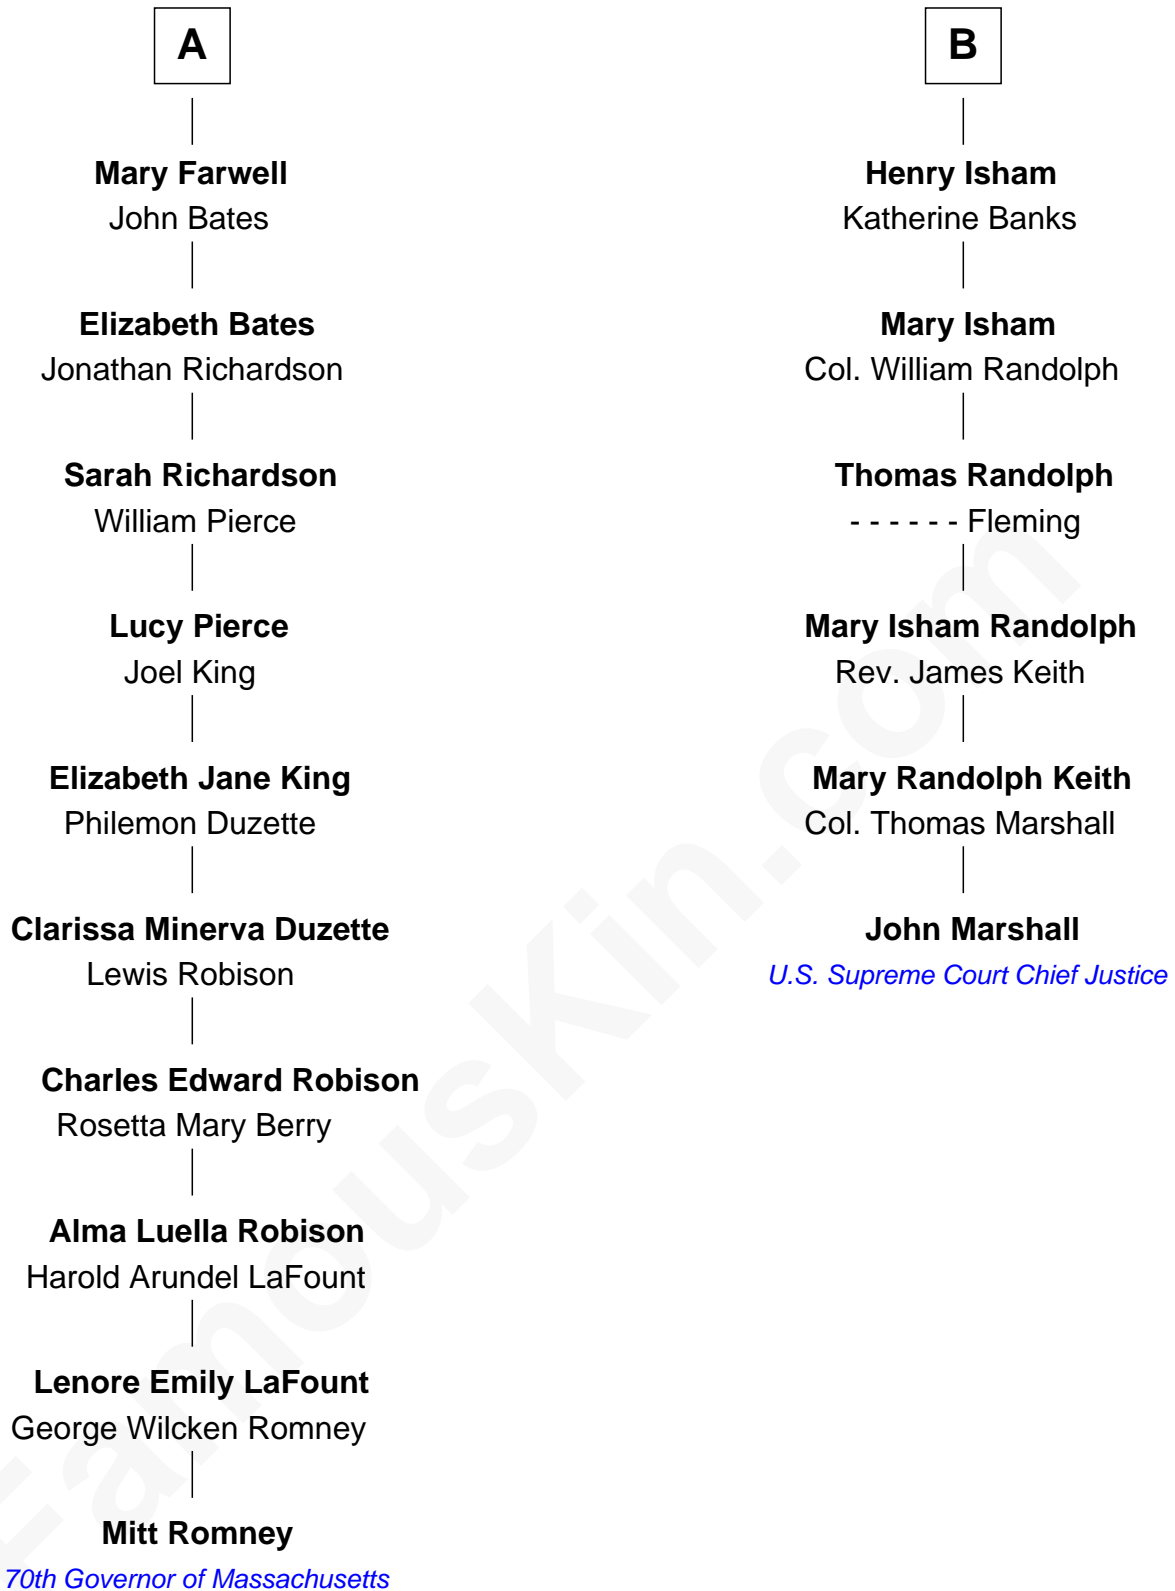 A
Mary Farwell
John Bates
Elizabeth Bates
Jonathan Richardson
Sarah Richardson
William Pierce
Lucy Pierce
Joel King
Elizabeth Jane King
Philemon Duzette
Clarissa Minerva Duzette
Lewis Robison
Charles Edward Robison
Rosetta Mary Berry
Alma Luella Robison
Harold Arundel LaFount
Lenore Emily LaFount
George Wilcken Romney
Mitt Romney
70th Governor of Massachusetts
B
Henry Isham
Katherine Banks
Mary Isham
Col. William Randolph
Thomas Randolph
- - - - - - Fleming
Mary Isham Randolph
Rev. James Keith
Mary Randolph Keith
Col. Thomas Marshall
John Marshall
U.S. Supreme Court Chief Justice
FamousKin.com